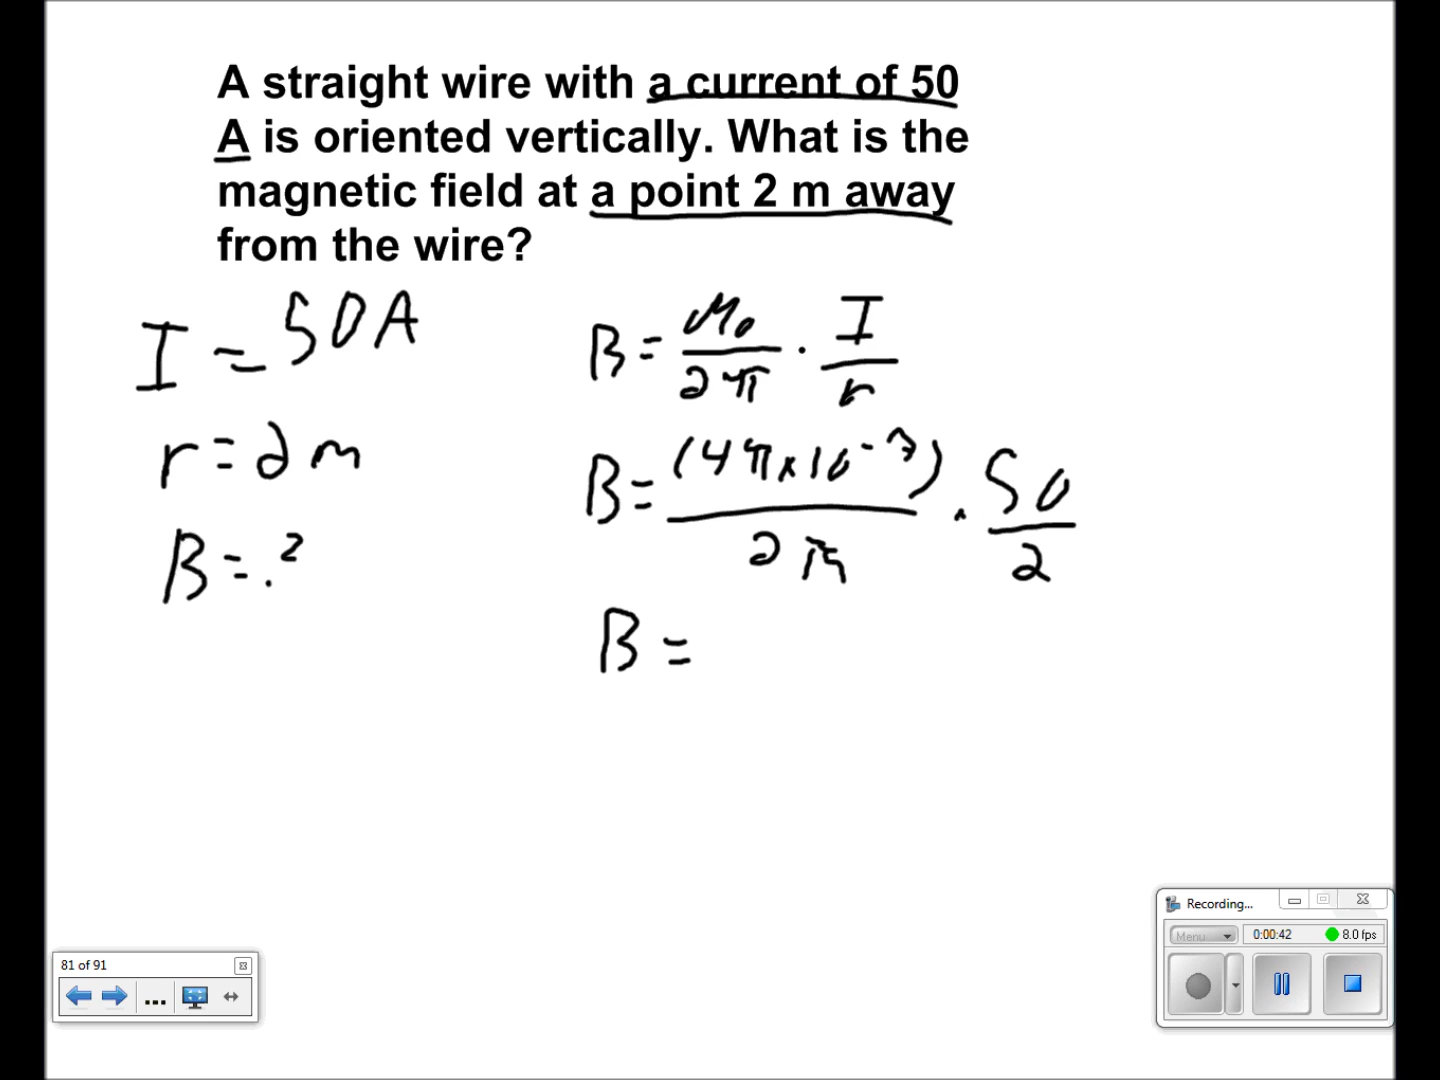 A straight wire with a current of 50
A is oriented vertically. What is the
magnetic field at a point 2 m away
from the wire?
I = 50 A
r = 2 m
B = ?
B = μ₀/2π · I/r
B = (4π×10⁻⁷)/2π · 50/2
B =
Recording...
Menu
0:00:42
8.0 fps
81 of 91
...